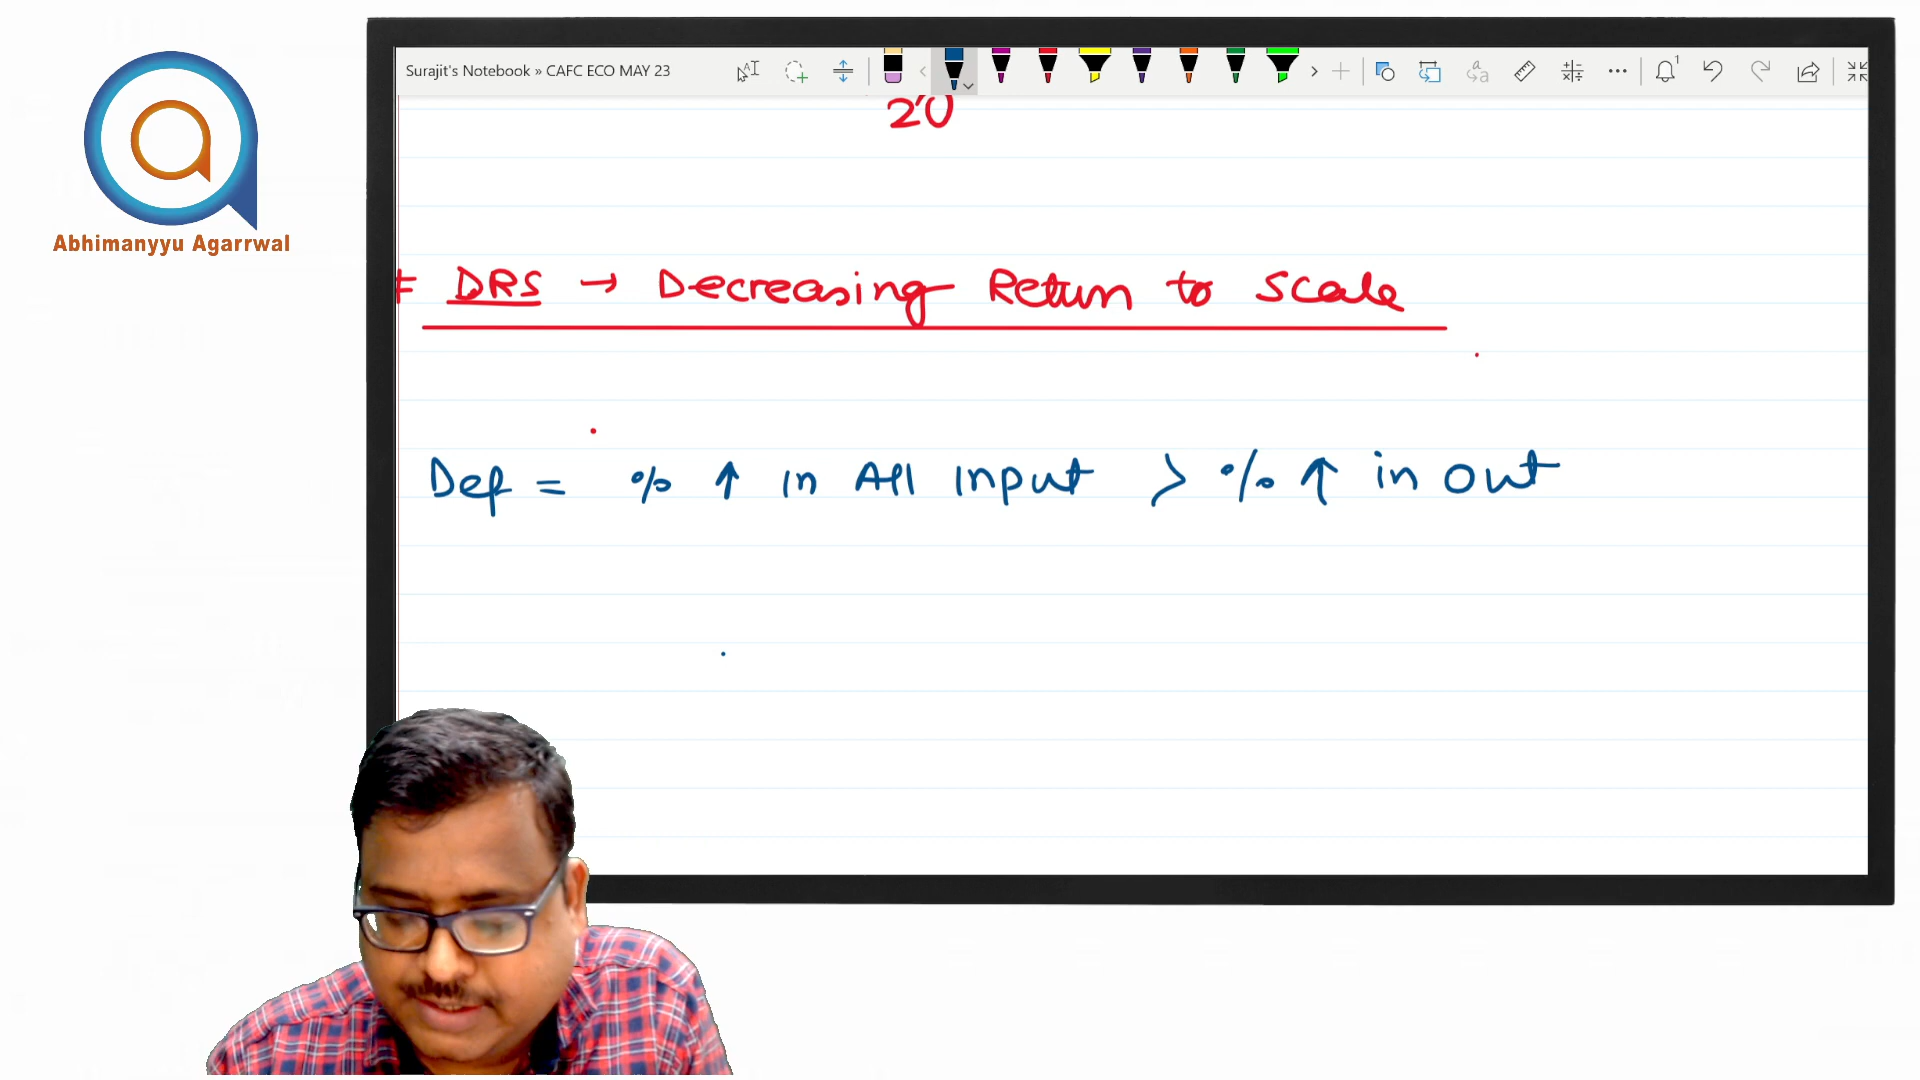 Surajit's Notebook » CAFC ECO MAY 23
20
Abhimanyyu Agarrwal
* DRS → Decreasing Return to Scale
Def = % ↑ in All Input > % ↑ in out